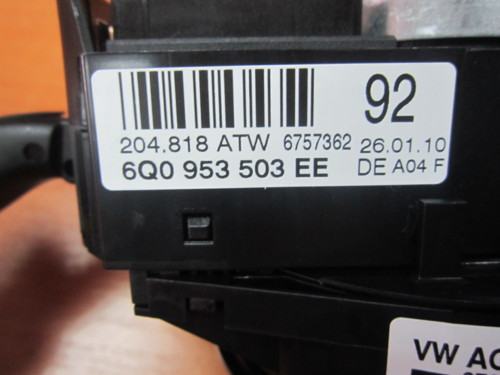 92
204.818 ATW 6757362 26.01.10
6Q0 953 503 EE DE A04 F
VW AG